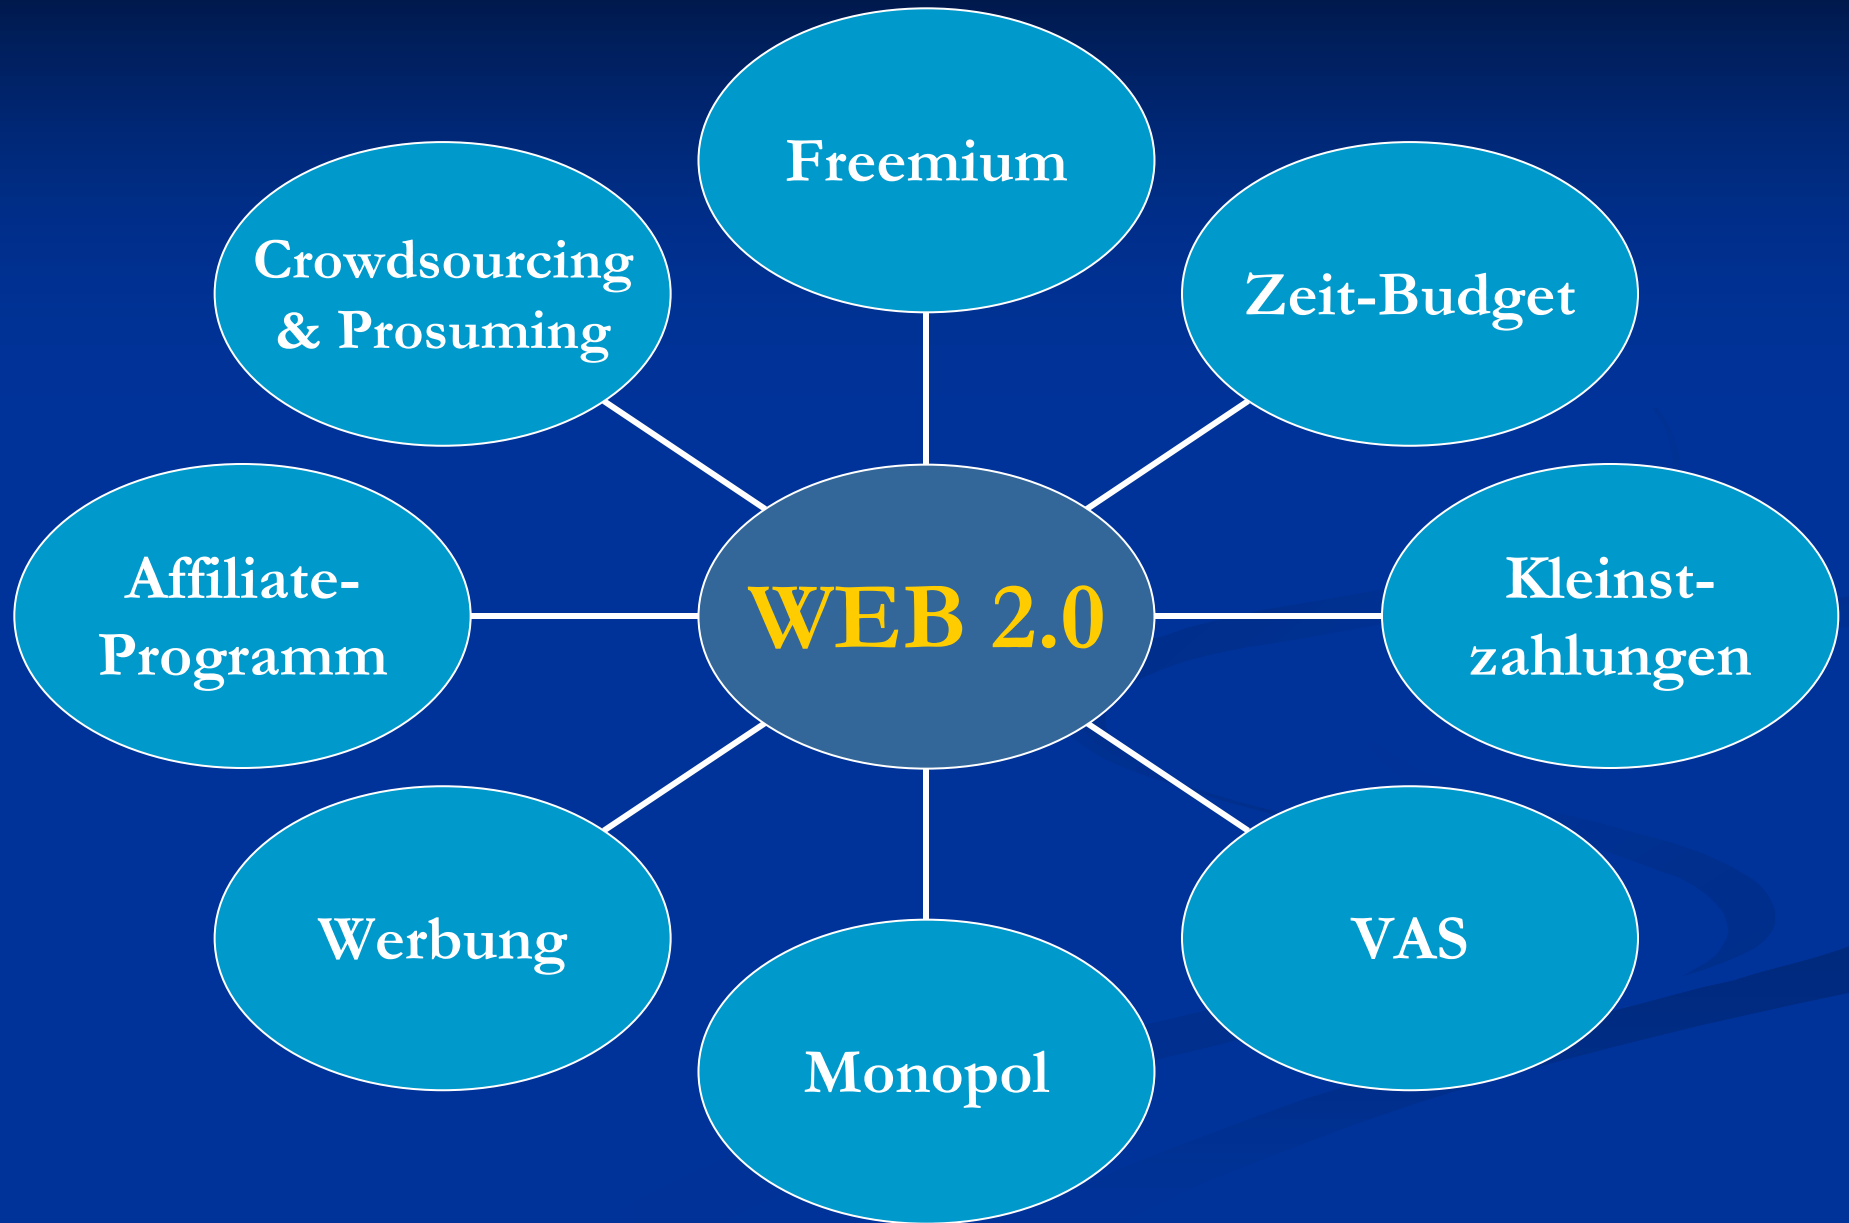 Freemium
Crowdsourcing
& Prosuming
Zeit-Budget
Affiliate-
Programm
WEB 2.0
Kleinst-
zahlungen
Werbung
VAS
Monopol